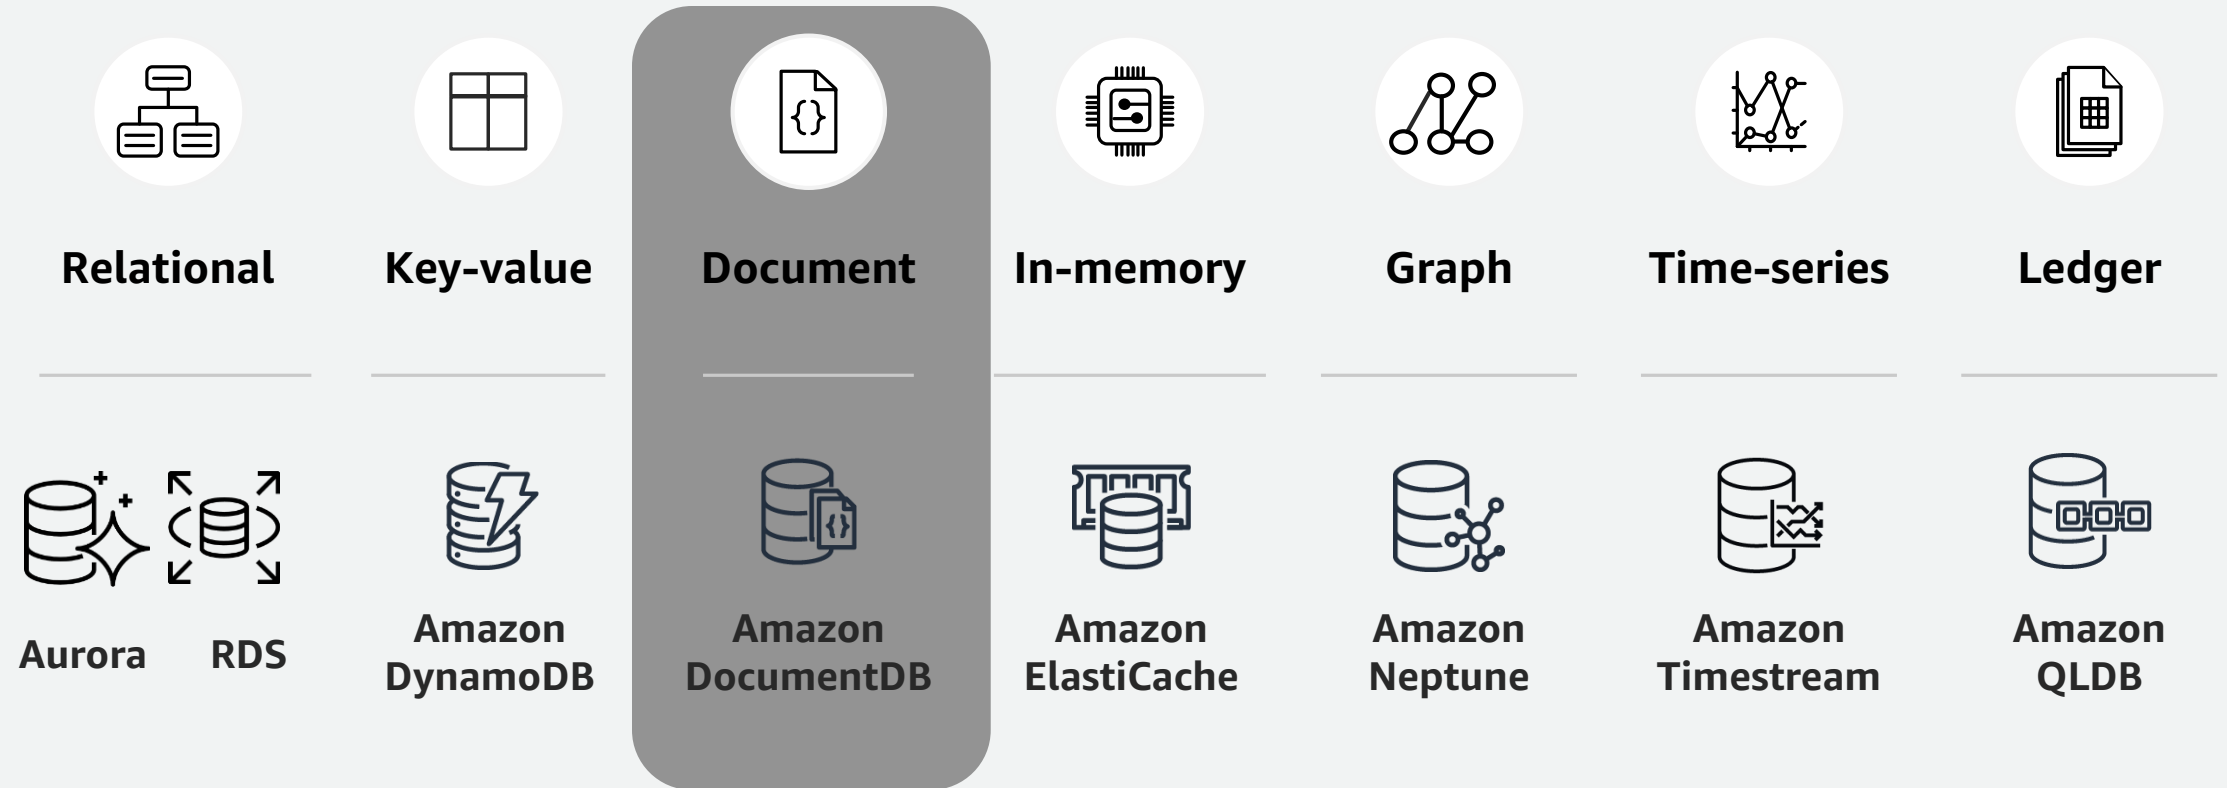 Relational
Key-value
Document
In-memory
Graph
Time-series
Ledger
Aurora
RDS
Amazon
DynamoDB
Amazon
DocumentDB
Amazon
ElastiCache
Amazon
Neptune
Amazon
Timestream
Amazon
QLDB